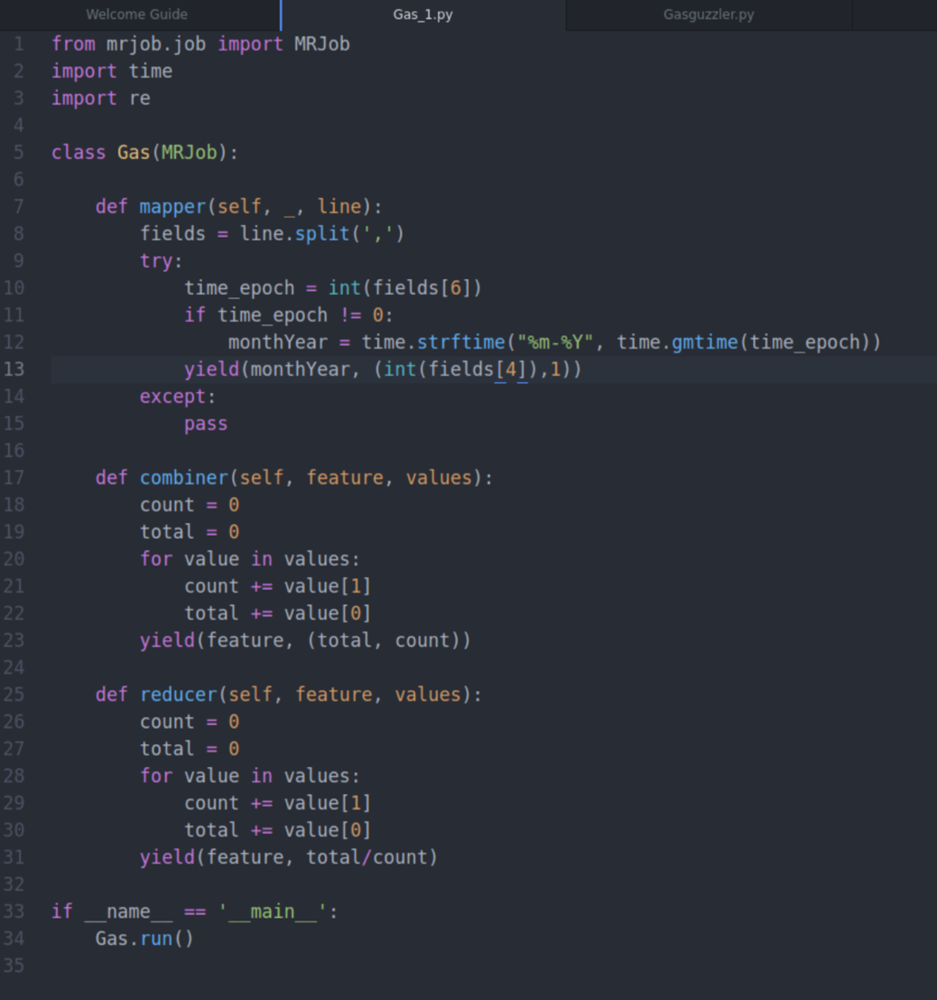 Welcome Guide Gas_1.py Gasguzzler.py
1 from mrjob.job import MRJob
2 import time
3 import re
4
5 class Gas(MRJob):
6
7     def mapper(self, _, line):
8         fields = line.split(',')
9         try:
10             time_epoch = int(fields[6])
11             if time_epoch != 0:
12                 monthYear = time.strftime("%m-%Y", time.gmtime(time_epoch))
13             yield(monthYear, (int(fields[4]),1))
14         except:
15             pass
16
17     def combiner(self, feature, values):
18         count = 0
19         total = 0
20         for value in values:
21             count += value[1]
22             total += value[0]
23         yield(feature, (total, count))
24
25     def reducer(self, feature, values):
26         count = 0
27         total = 0
28         for value in values:
29             count += value[1]
30             total += value[0]
31         yield(feature, total/count)
32
33 if __name__ == '__main__':
34     Gas.run()
35